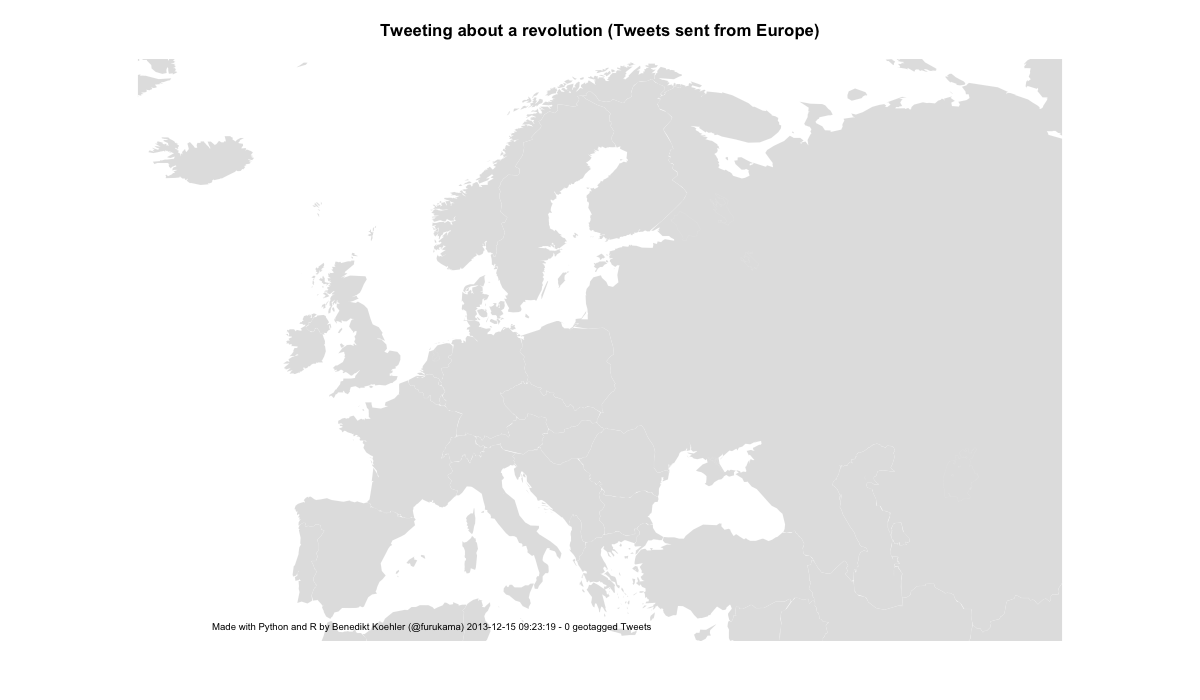 Tweeting about a revolution (Tweets sent from Europe)
Made with Python and R by Benedikt Koehler (@furukama) 2013-12-15 09:23:19 - 0 geotagged Tweets